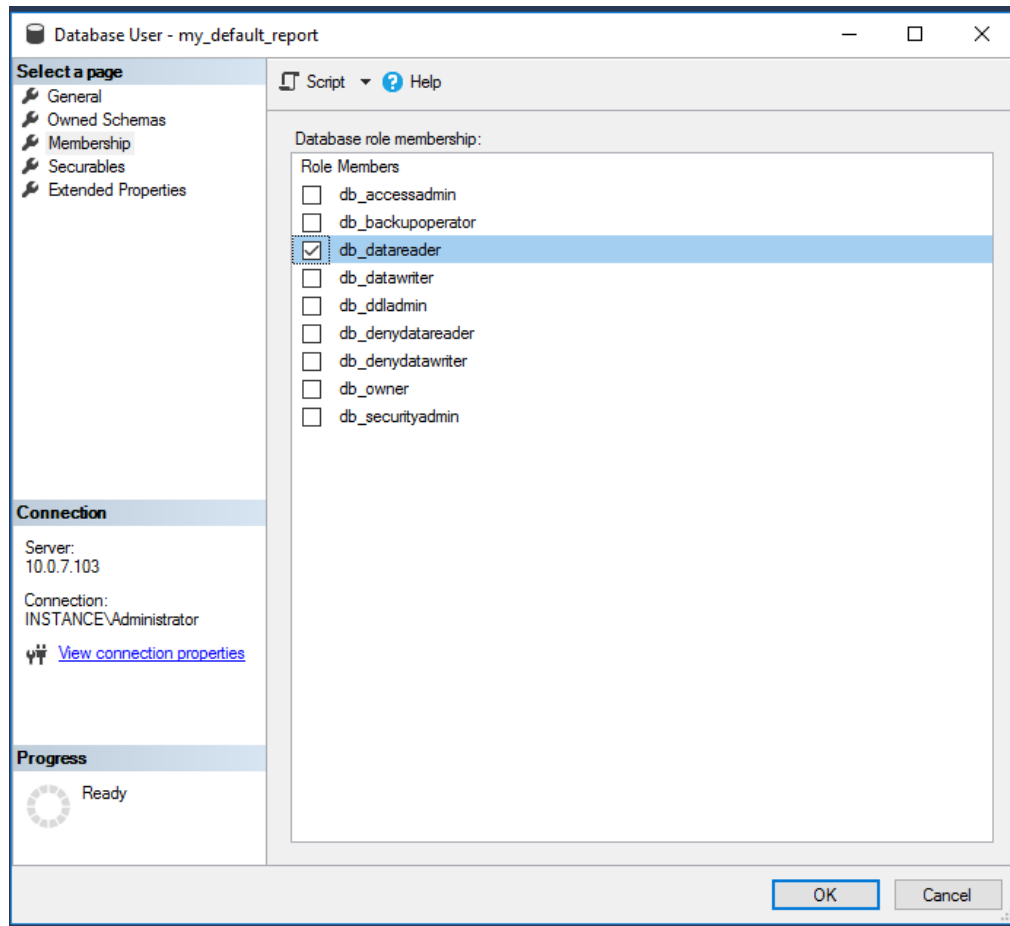 Database User - my_default_report
Select a page
General
Owned Schemas
Membership
Securables
Extended Properties
Script
Help
Database role membership:
Role Members
db_accessadmin
db_backupoperator
db_datareader
db_datawriter
db_ddladmin
db_denydatareader
db_denydatawriter
db_owner
db_securityadmin
Connection
Server:
10.0.7.103
Connection:
INSTANCE\Administrator
View connection properties
Progress
Ready
OK
Cancel